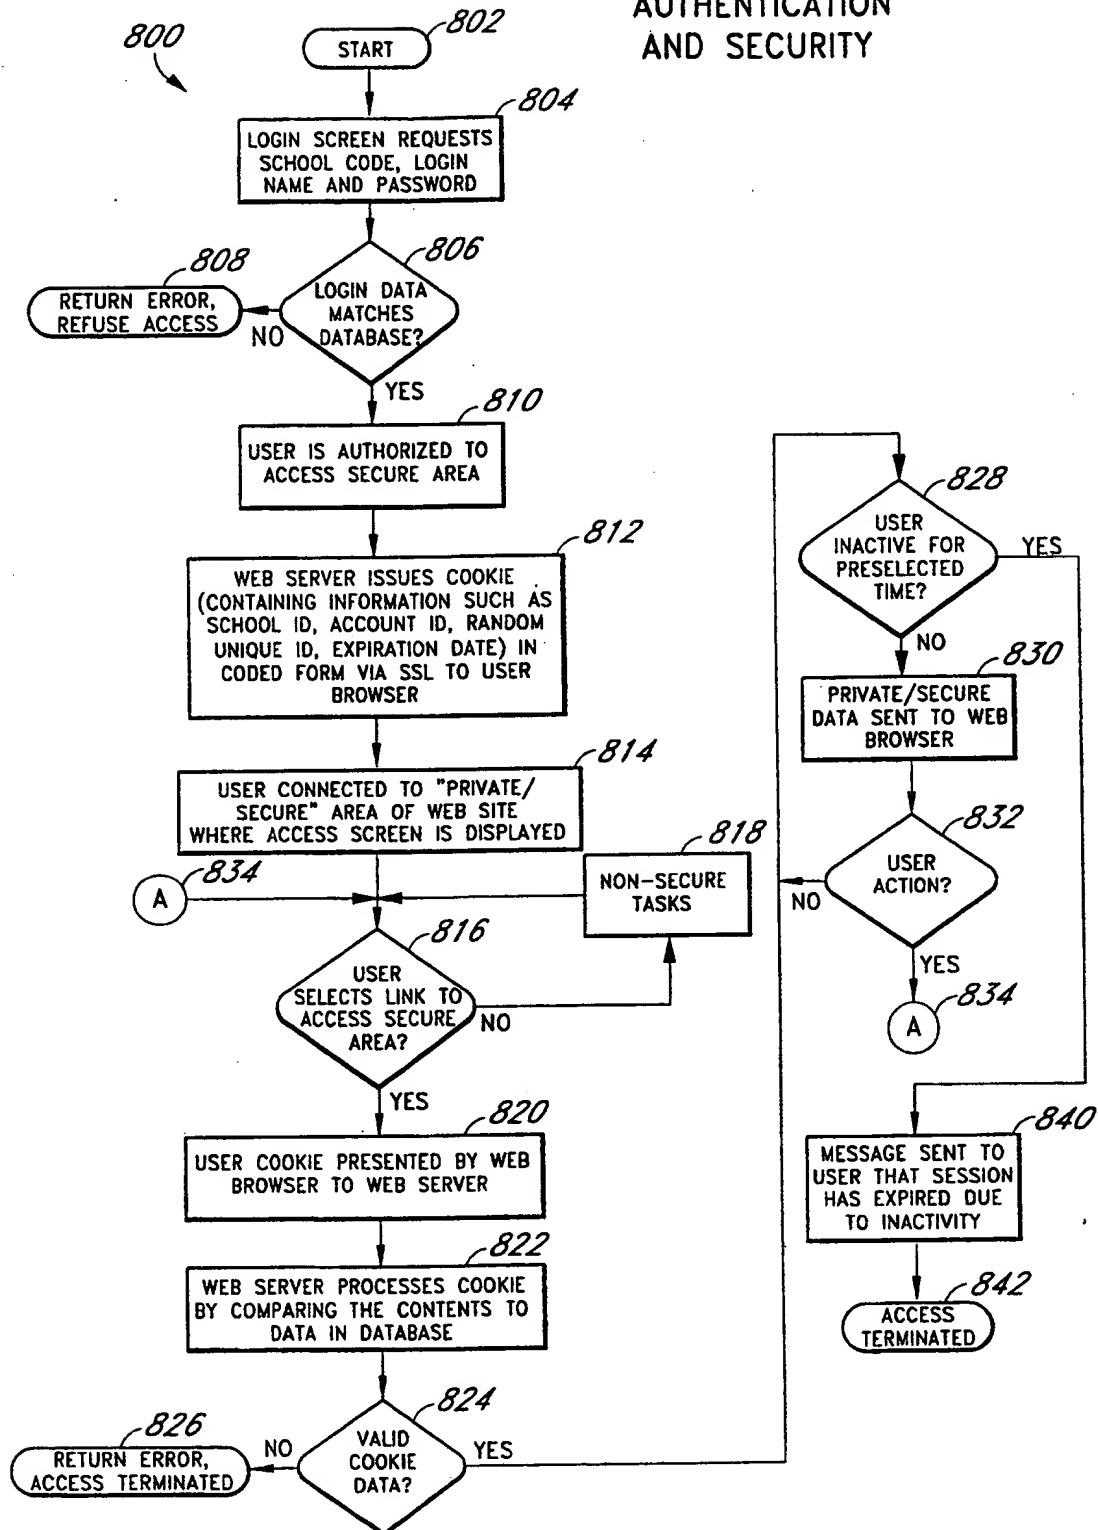 AUTHENTICATION
AND SECURITY
800
802
START
804
LOGIN SCREEN REQUESTS
SCHOOL CODE, LOGIN
NAME AND PASSWORD
806
LOGIN DATA
MATCHES
DATABASE?
808
RETURN ERROR,
REFUSE ACCESS
NO
YES
810
USER IS AUTHORIZED TO
ACCESS SECURE AREA
812
WEB SERVER ISSUES COOKIE
(CONTAINING INFORMATION SUCH AS
SCHOOL ID, ACCOUNT ID, RANDOM
UNIQUE ID, EXPIRATION DATE) IN
CODED FORM VIA SSL TO USER
BROWSER
814
USER CONNECTED TO "PRIVATE/
SECURE" AREA OF WEB SITE
WHERE ACCESS SCREEN IS DISPLAYED
834
A
818
NON-SECURE
TASKS
816
USER
SELECTS LINK TO
ACCESS SECURE
AREA?
NO
YES
820
USER COOKIE PRESENTED BY WEB
BROWSER TO WEB SERVER
822
WEB SERVER PROCESSES COOKIE
BY COMPARING THE CONTENTS TO
DATA IN DATABASE
824
VALID
COOKIE
DATA?
826
RETURN ERROR,
ACCESS TERMINATED
NO
YES
828
USER
INACTIVE FOR
PRESELECTED
TIME?
YES
NO
830
PRIVATE/SECURE
DATA SENT TO WEB
BROWSER
832
USER
ACTION?
NO
YES
834
A
840
MESSAGE SENT TO
USER THAT SESSION
HAS EXPIRED DUE
TO INACTIVITY
842
ACCESS
TERMINATED